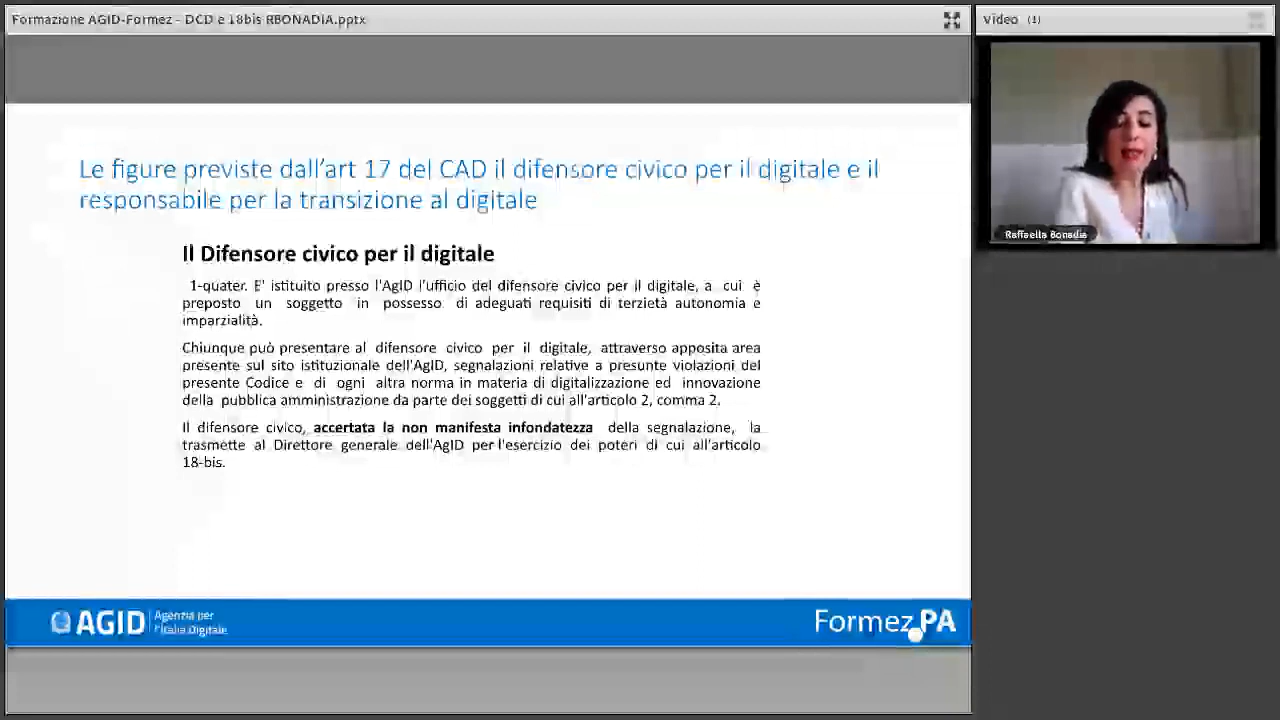 Formazione AGID-Formez - DCD e 18bis RBONADIA.pptx
Video (1)
Raffaella Bonadia
Le figure previste dall'art 17 del CAD il difensore civico per il digitale e il
responsabile per la transizione al digitale
Il Difensore civico per il digitale
1-quater. E' istituito presso l'AgID l'ufficio del difensore civico per il digitale, a cui è
preposto un soggetto in possesso di adeguati requisiti di terzietà autonomia e
imparzialità.
Chiunque può presentare al difensore civico per il digitale, attraverso apposita area
presente sul sito istituzionale dell'AgID, segnalazioni relative a presunte violazioni del
presente Codice e di ogni altra norma in materia di digitalizzazione ed innovazione
della pubblica amministrazione da parte dei soggetti di cui all'articolo 2, comma 2.
Il difensore civico, accertata la non manifesta infondatezza della segnalazione, la
trasmette al Direttore generale dell'AgID per l'esercizio dei poteri di cui all'articolo
18-bis.
AGID Agenzia per
l'Italia Digitale
Formez PA